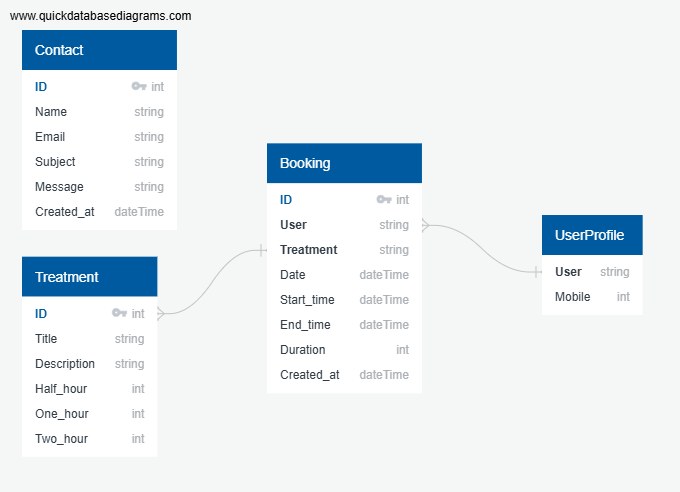 www.quickdatabasediagrams.com
Contact
ID int
Name string
Email string
Subject string
Message string
Created_at dateTime
Treatment
ID int
Title string
Description string
Half_hour int
One_hour int
Two_hour int
Booking
ID int
User string
Treatment string
Date dateTime
Start_time dateTime
End_time dateTime
Duration int
Created_at dateTime
UserProfile
User string
Mobile int